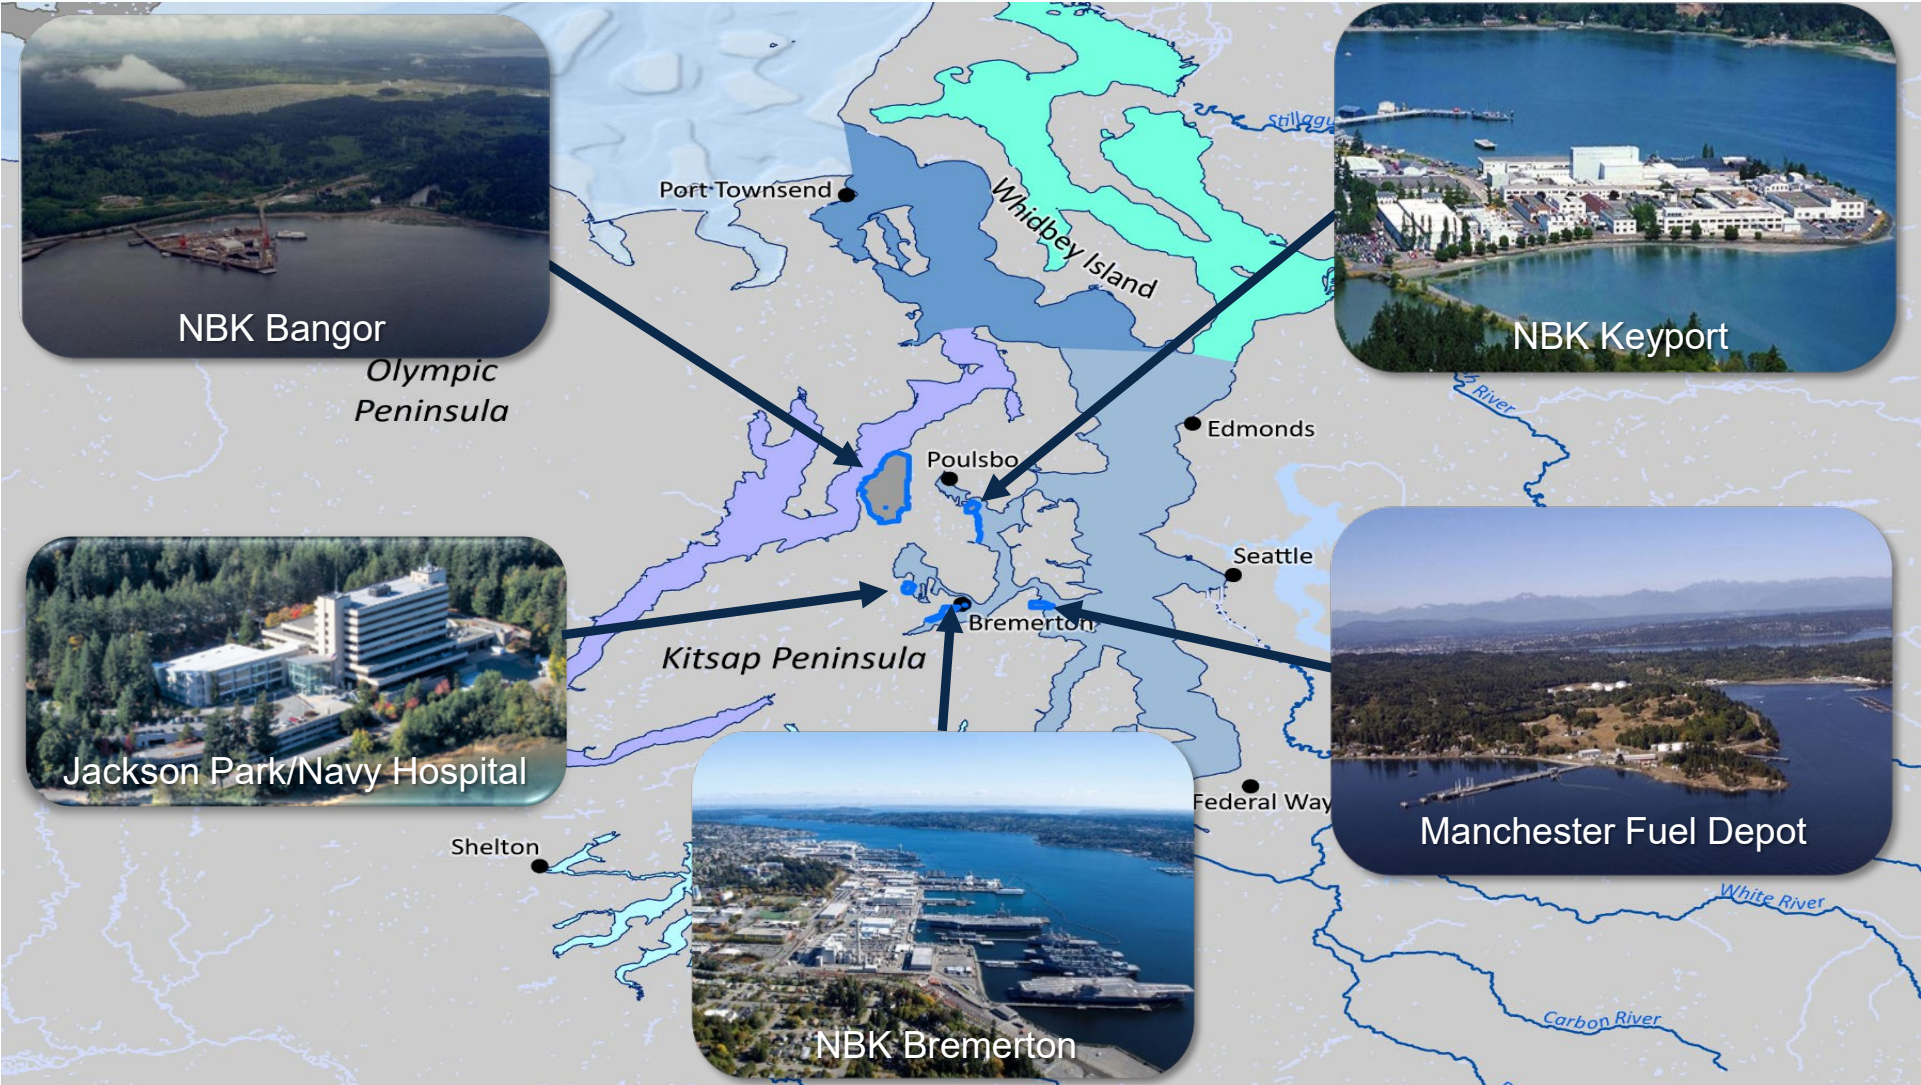 Stillagu
Port Townsend
Whidbey Island
NBK Bangor
NBK Keyport
Olympic
Peninsula
River
Edmonds
Poulsbo
Seattle
Bremerton
Kitsap Peninsula
Jackson Park/Navy Hospital
Federal Way
Manchester Fuel Depot
Shelton
White River
Carbon River
NBK Bremerton